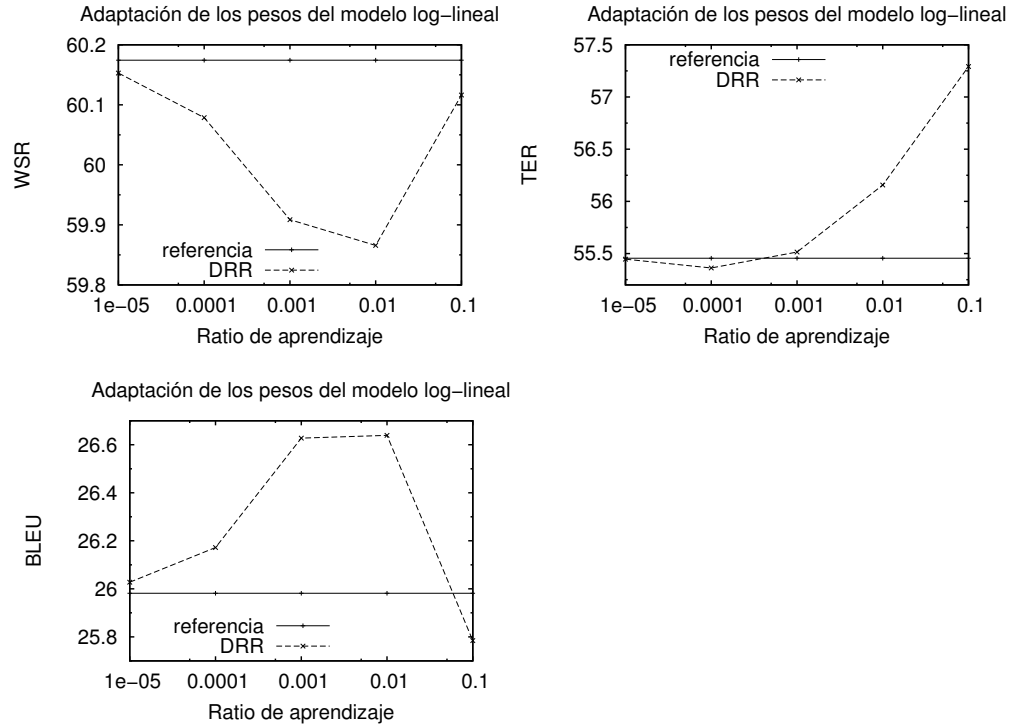 Adaptación de los pesos del modelo log−lineal
60.2
60.1
60
59.9
59.8
WSR
referencia
DRR
1e−05 0.0001 0.001 0.01 0.1
Ratio de aprendizaje
Adaptación de los pesos del modelo log−lineal
57.5
57
56.5
56
55.5
TER
referencia
DRR
1e−05 0.0001 0.001 0.01 0.1
Ratio de aprendizaje
Adaptación de los pesos del modelo log−lineal
26.6
26.4
26.2
26
25.8
BLEU
referencia
DRR
1e−05 0.0001 0.001 0.01 0.1
Ratio de aprendizaje